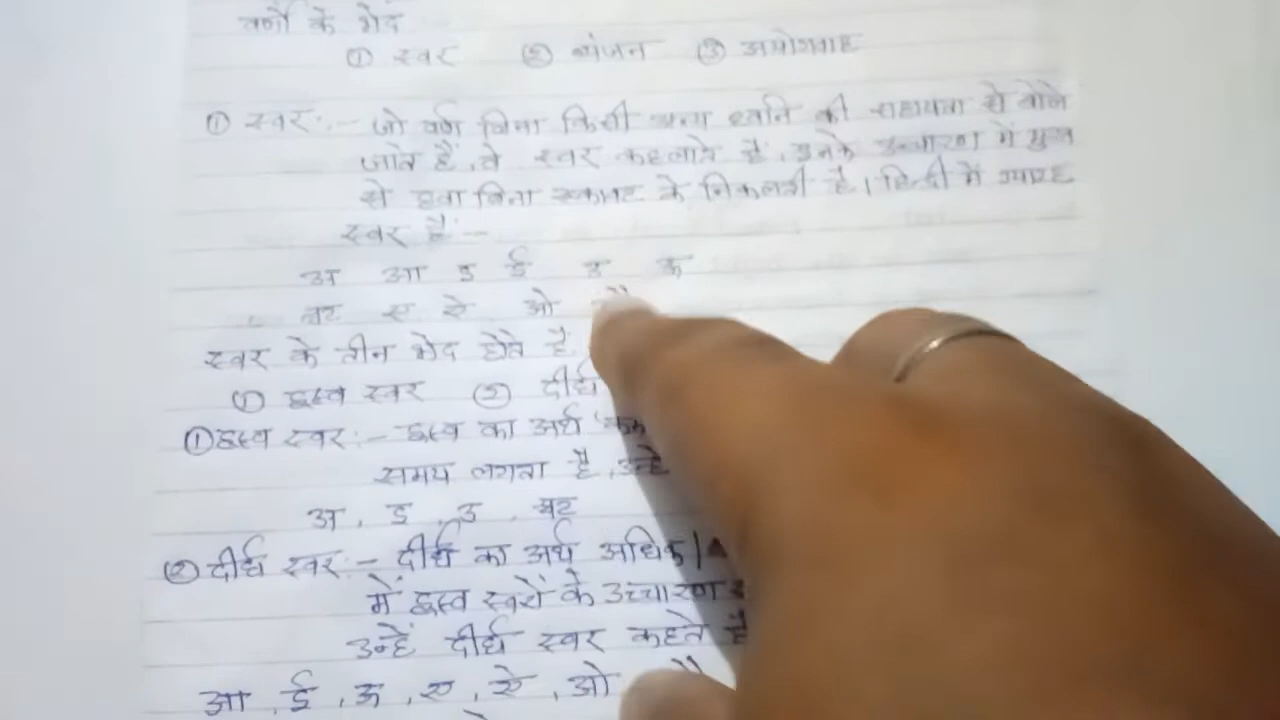 वर्णों के भेद
① स्वर ② व्यंजन ③ अयोगवाह
① स्वर :- जो वर्ण बिना किसी अन्य ध्वनि की सहायता से बोले
जाते हैं, वे स्वर कहलाते हैं, इनके उच्चारण में मुख
से हवा बिना रुकावट के निकलती है। हिन्दी में ग्यारह
स्वर हैं -
अ आ इ ई उ ऊ
ऋ ए ऐ ओ
स्वर के तीन भेद होते हैं
① ह्रस्व स्वर ② दीर्घ
① ह्रस्व स्वर :- ह्रस्व का अर्थ 'कम
समय लगता है, उन्हें
अ, इ, उ, ऋ
② दीर्घ स्वर :- दीर्घ का अर्थ अधिक।
में ह्रस्व स्वरों के उच्चारण
उन्हें दीर्घ स्वर कहते है
आ, ई, ऊ, ए, ऐ, ओ